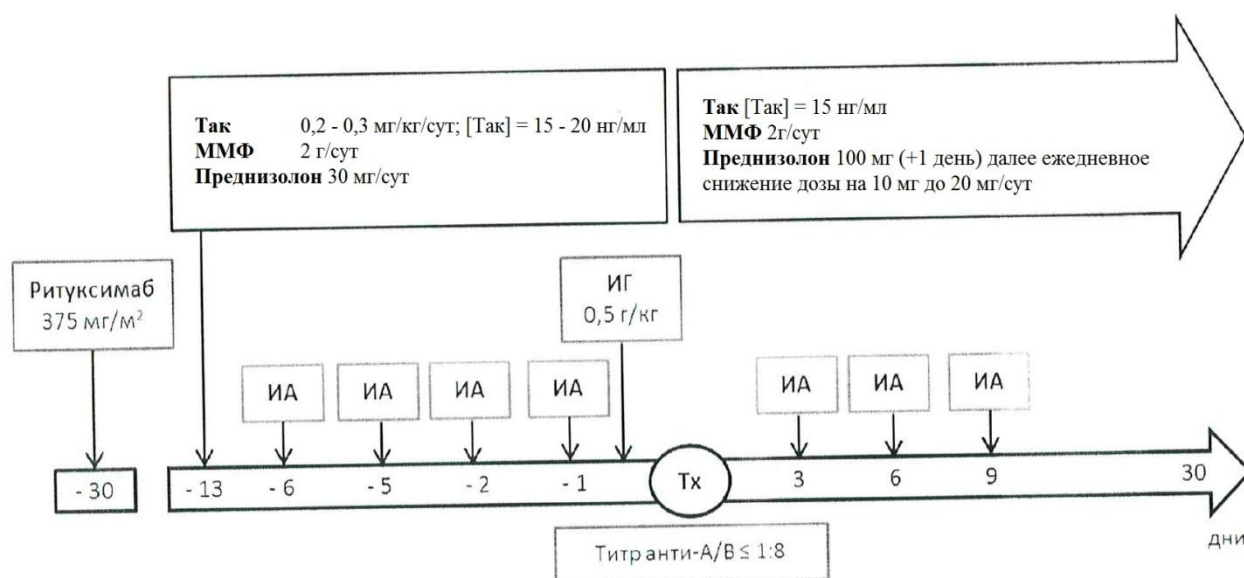 Так 0,2 - 0,3 мг/кг/сут; [Так] = 15 - 20 нг/мл
ММФ 2 г/сут
Преднизолон 30 мг/сут
Так [Так] = 15 нг/мл
ММФ 2г/сут
Преднизолон 100 мг (+1 день) далее ежедневное
снижение дозы на 10 мг до 20 мг/сут
Ритуксимаб
375 мг/м²
ИГ
0,5 г/кг
ИА ИА ИА ИА ИА ИА ИА
- 30 - 13 - 6 - 5 - 2 - 1 Тх 3 6 9 30
дни
Титр анти-А/В ≤ 1:8